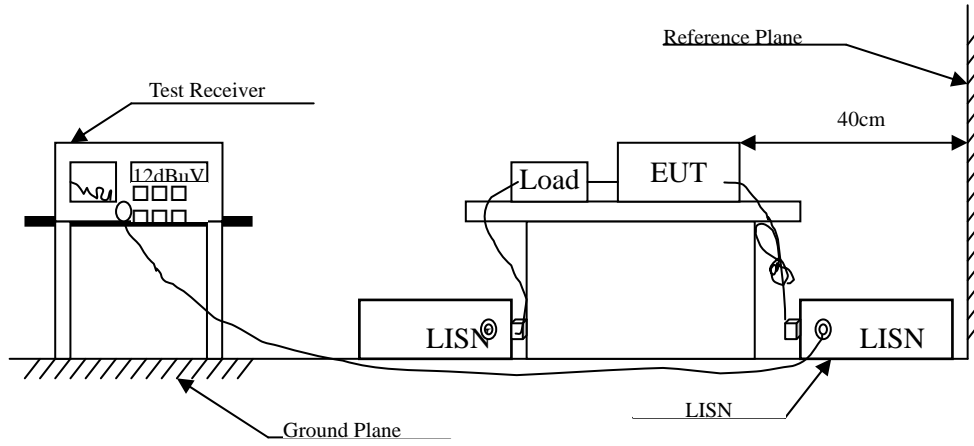 Reference Plane
Test Receiver
40cm
12dBuV
Load
EUT
LISN
LISN
LISN
Ground Plane